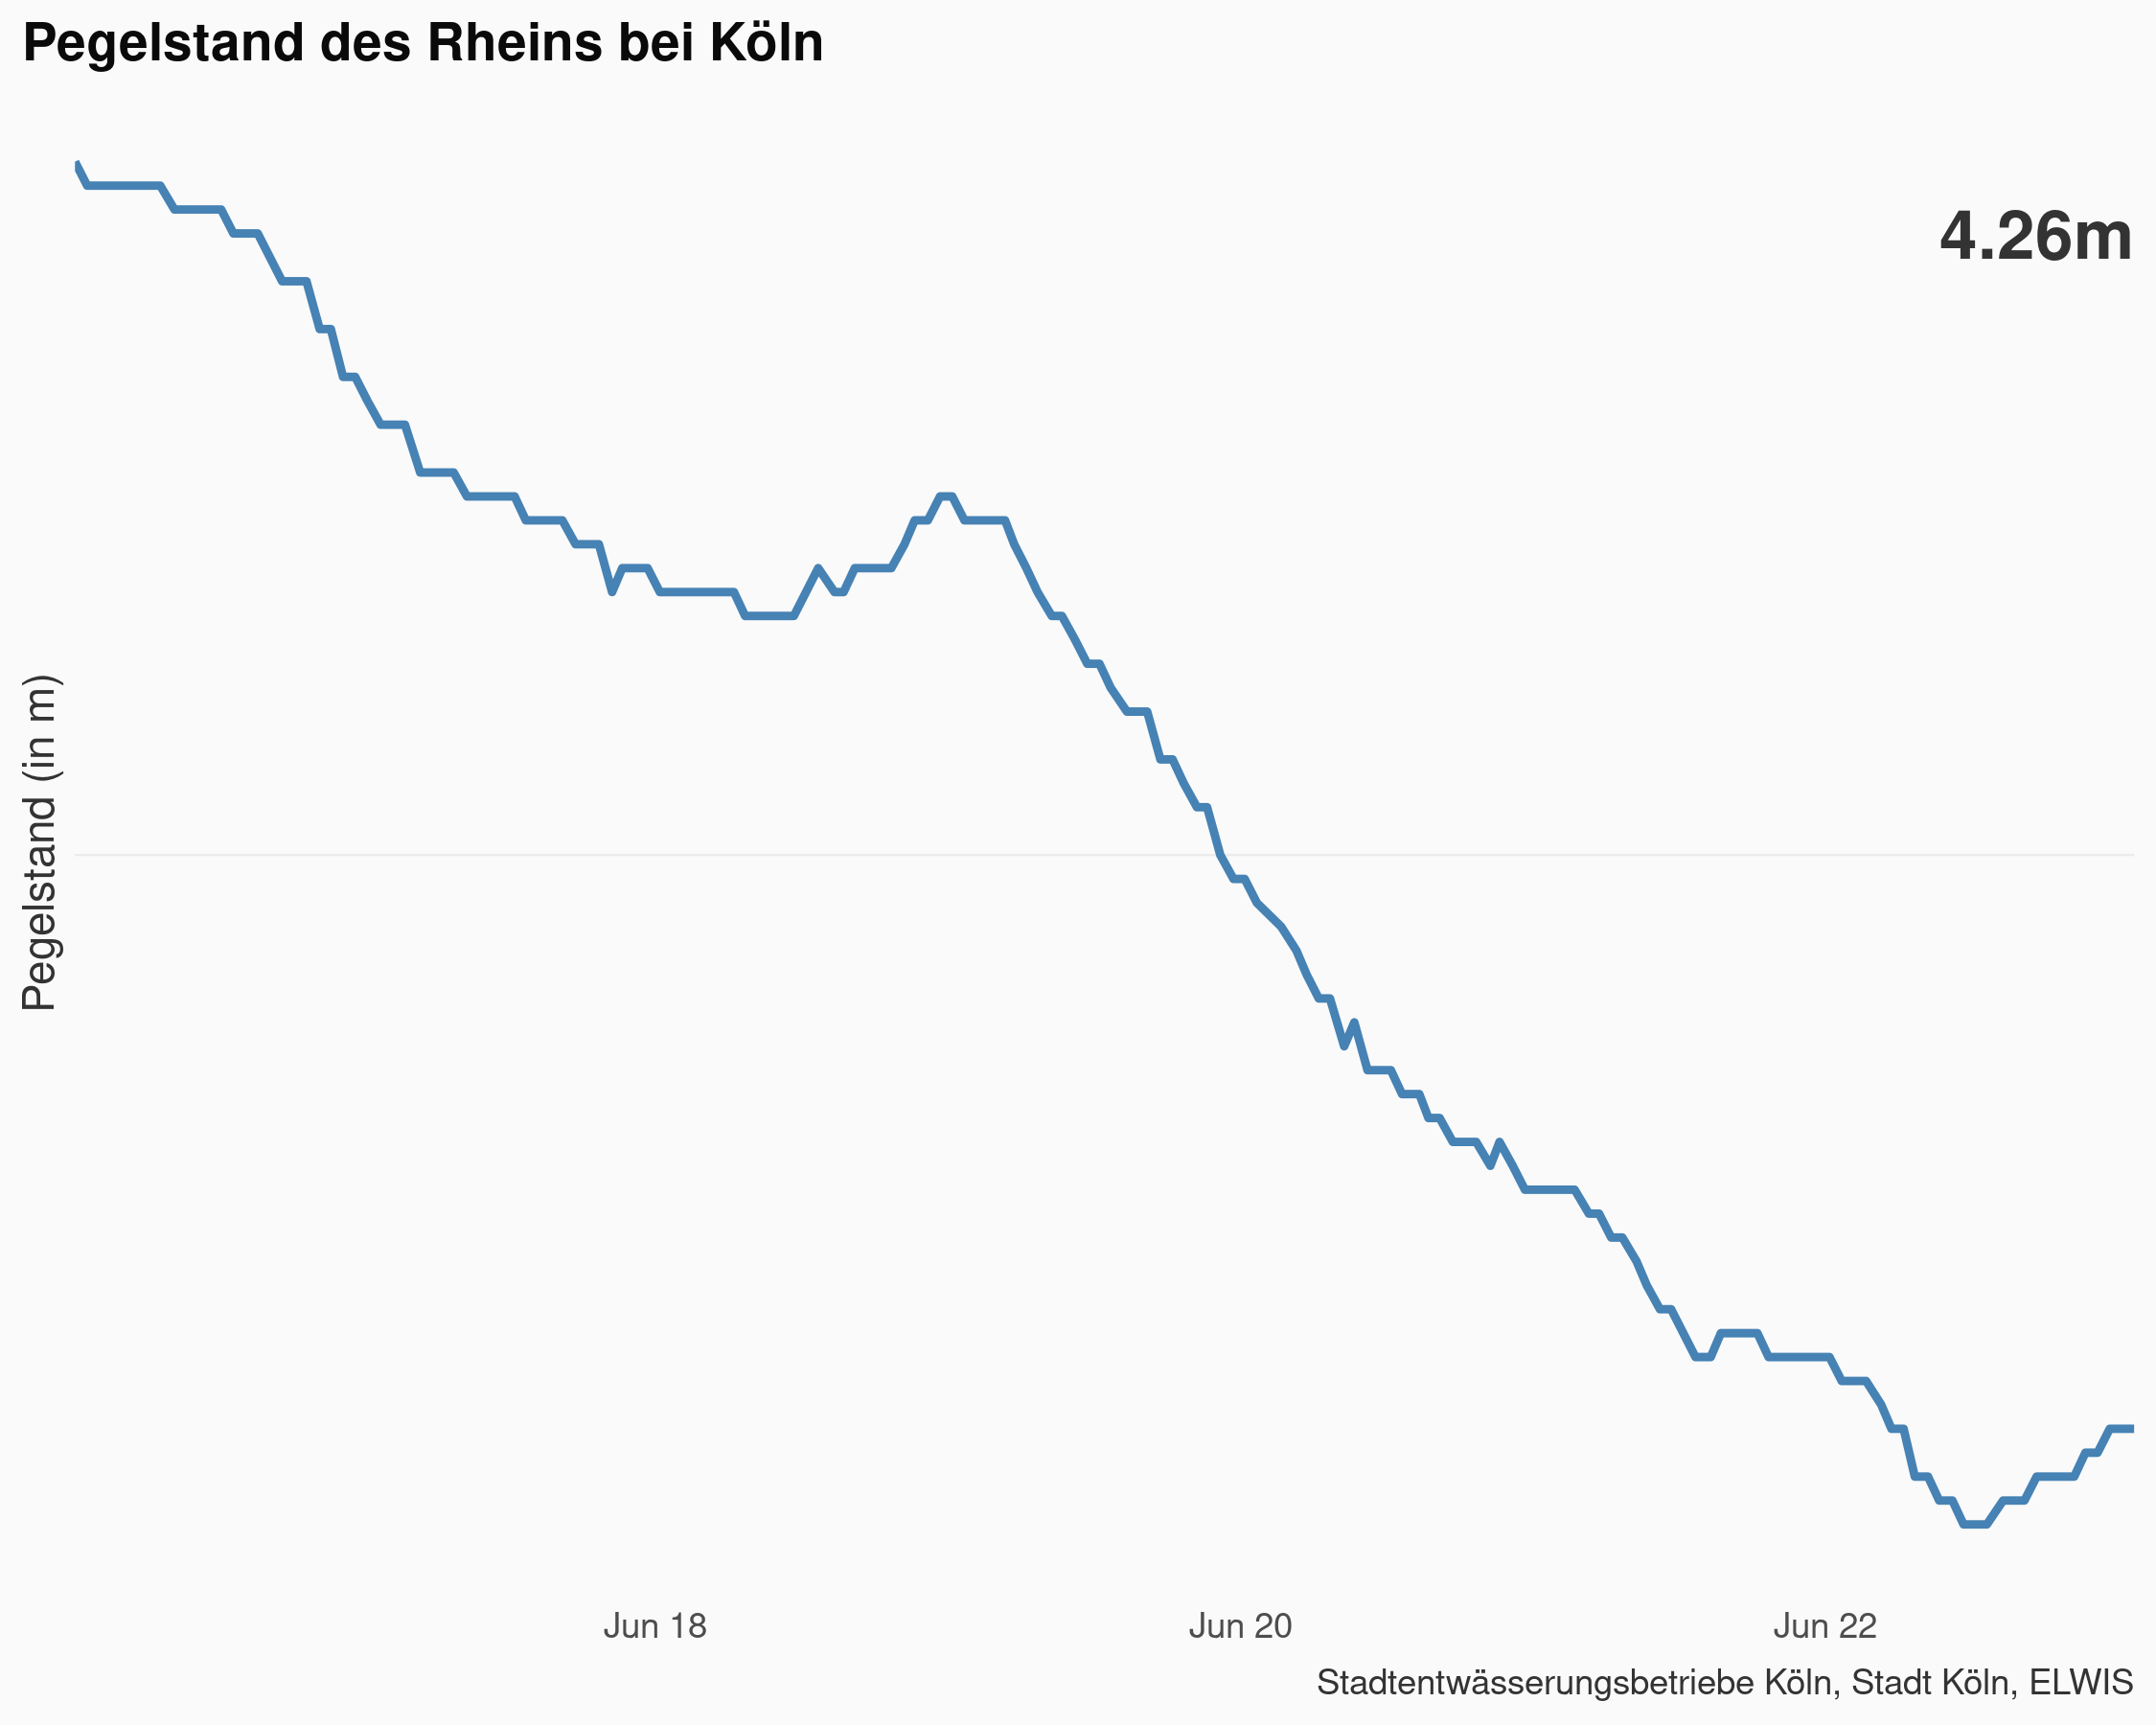 Pegelstand des Rheins bei Köln
4.26m
Pegelstand (in m)
Jun 18
Jun 20
Jun 22
Stadtentwässerungsbetriebe Köln, Stadt Köln, ELWIS